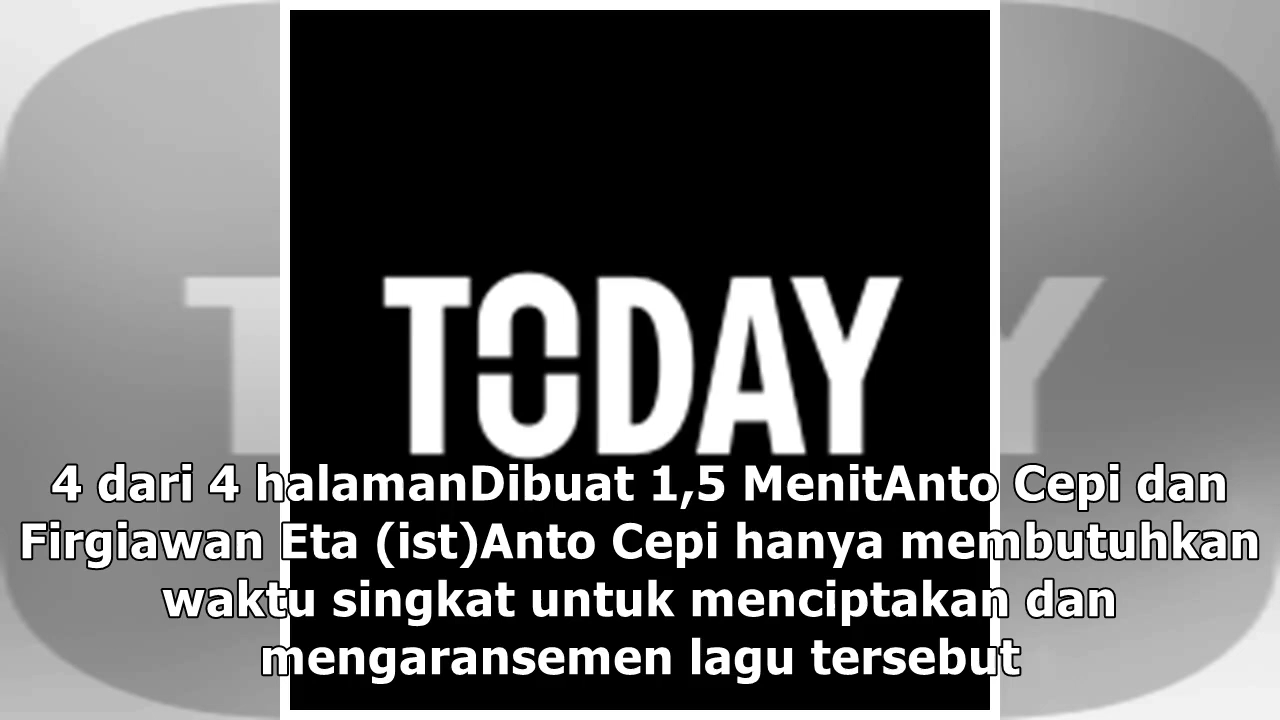 TODAY
4 dari 4 halamanDibuat 1,5 MenitAnto Cepi dan
Firgiawan Eta (ist)Anto Cepi hanya membutuhkan
waktu singkat untuk menciptakan dan
mengaransemen lagu tersebut